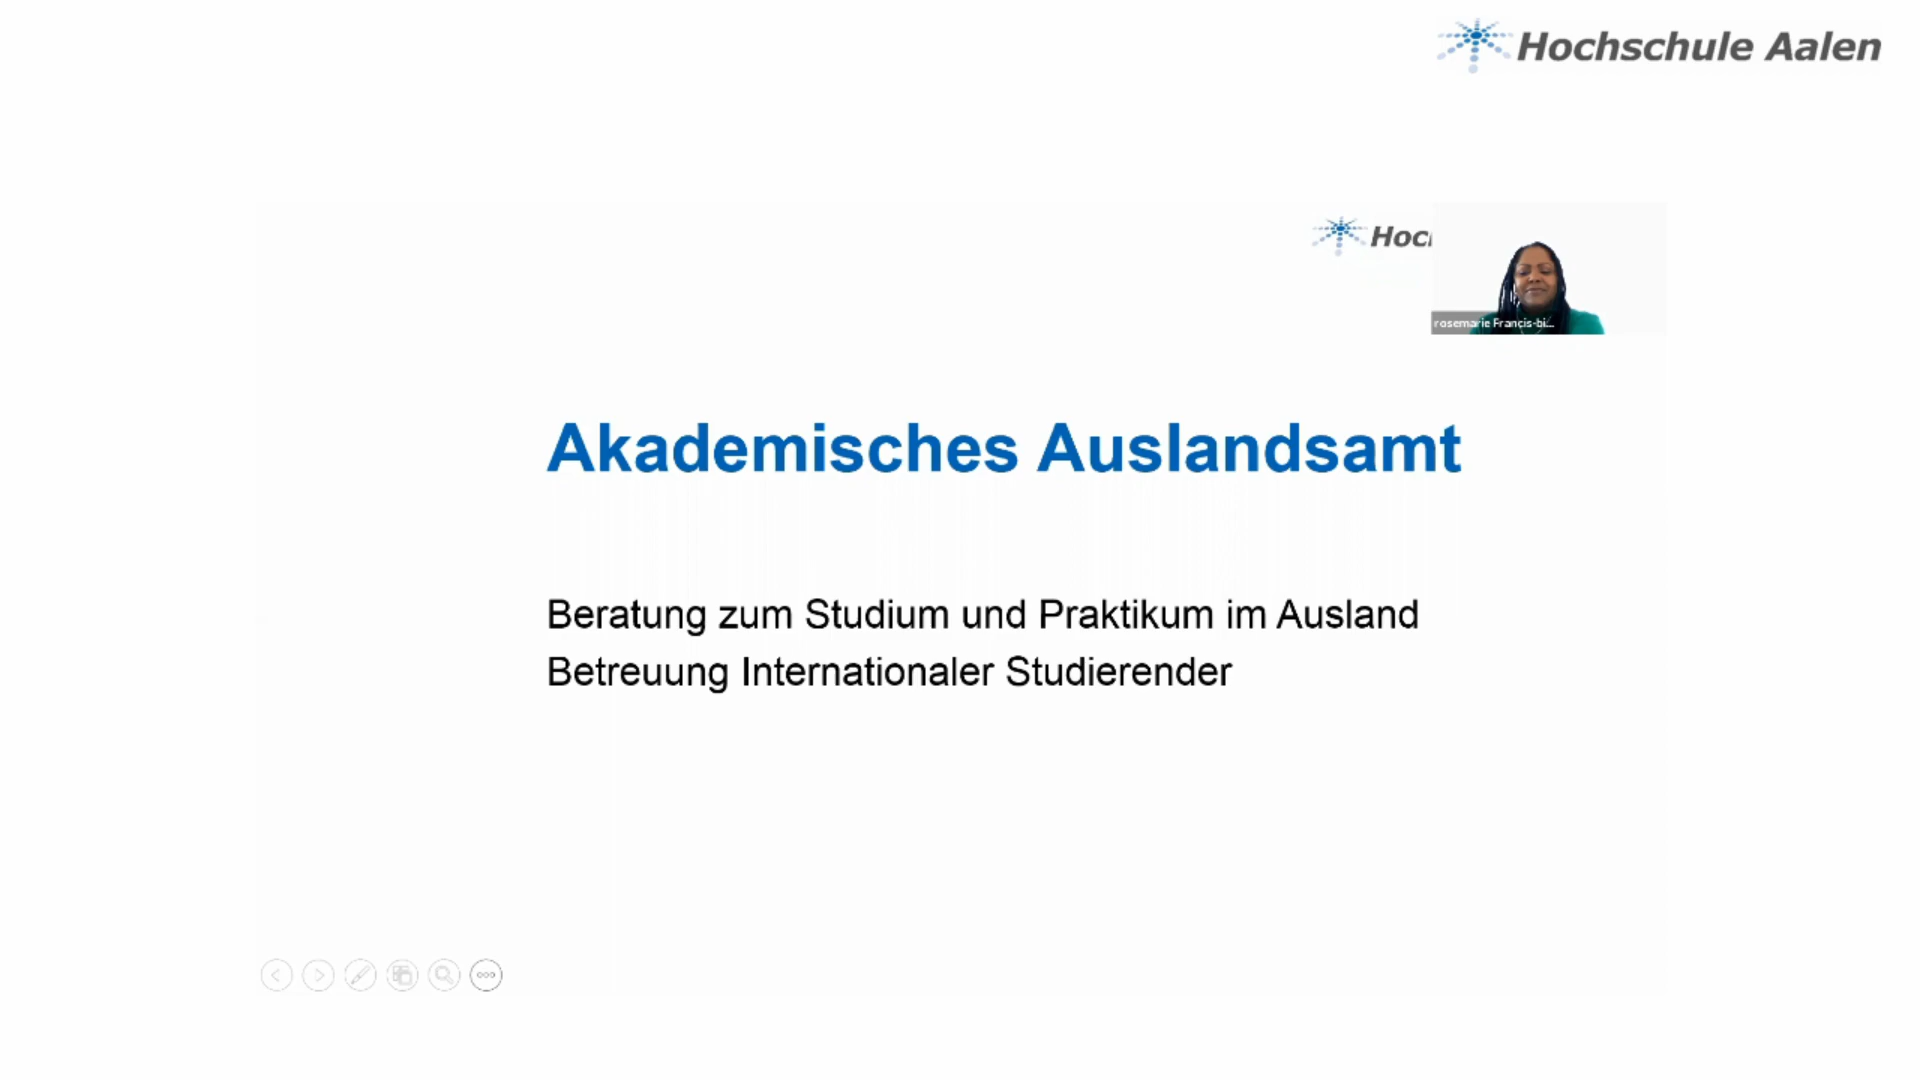 Hochschule Aalen
Hoc
rosemarie Francis-bi...
Akademisches Auslandsamt
Beratung zum Studium und Praktikum im Ausland
Betreuung Internationaler Studierender